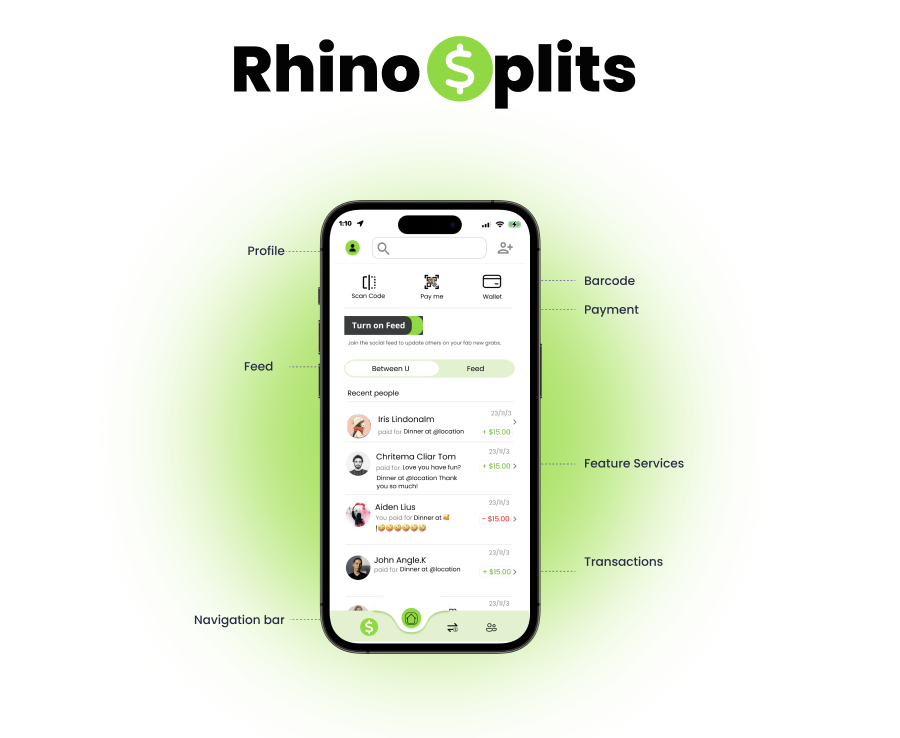 Rhino $plits
1:10
Profile
Barcode
Scan Code
Pay me
Wallet
Payment
Turn on Feed
Join the social feed to update others on your fab new grabs.
Feed
Between U
Feed
Recent people
23/11/3
Iris Lindonalm
paid for Dinner at @location
+ $15.00
23/11/3
Chritema Cliar Tom
paid for Love you have fun?
+ $15.00
Dinner at @location Thank
you so much!
Feature Services
23/11/3
Aiden Lius
You paid for Dinner at 🥰
- $15.00
!🤣🤣🤣🤣🤣🤣
23/11/3
John Angle.K
paid for Dinner at @location
+ $15.00
Transactions
23/11/3
Navigation bar
$